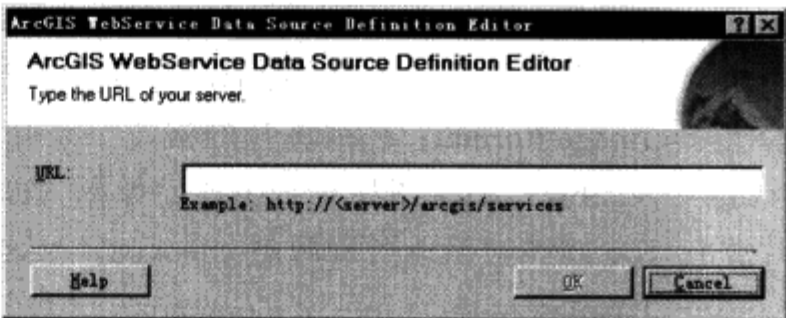 ArcGIS WebService Data Source Definition Editor
ArcGIS WebService Data Source Definition Editor
Type the URL of your server.
URL:
Example: http://<server>/arcgis/services
Help OK Cancel